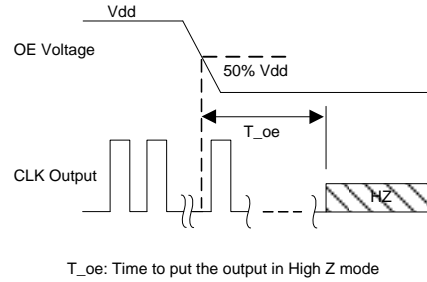 Vdd
OE Voltage
50% Vdd
T_oe
CLK Output
HZ
T_oe: Time to put the output in High Z mode